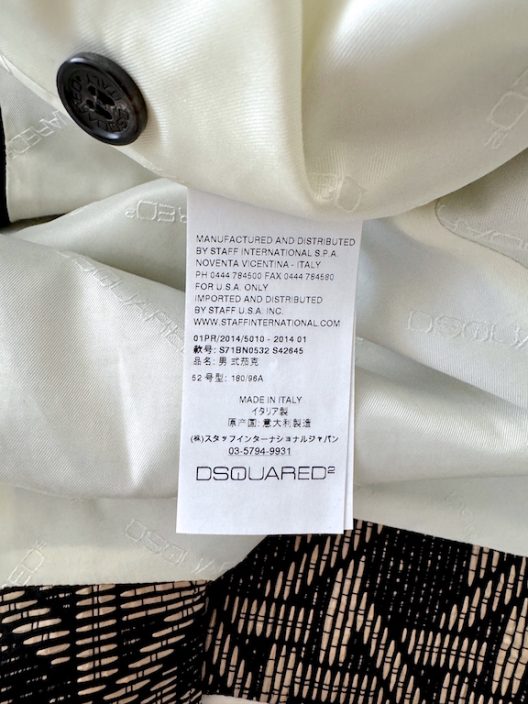 DSQUARED2 ITALY
DSQUARED2
MANUFACTURED AND DISTRIBUTED
BY STAFF INTERNATIONAL S.P.A.
NOVENTA VICENTINA - ITALY
PH 0444 784500 FAX 0444 784580
FOR U.S.A. ONLY
IMPORTED AND DISTRIBUTED
BY STAFF U.S.A. INC.
WWW.STAFFINTERNATIONAL.COM
01PR/2014/5010 - 2014 01
款号: S71BN0532 S42645
品名: 男式茄克
52 号型: 180/96A
MADE IN ITALY
イタリア製
原产国: 意大利製造
(株)スタッフインターナショナルジャパン
03-5794-9931
DSQUARED2